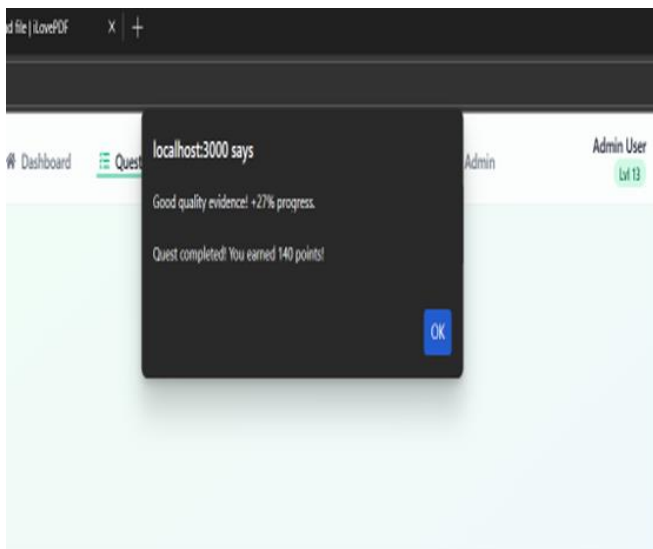 d file | iLovePDF
Dashboard
Quest
Admin
Admin User
Lvl 13
localhost:3000 says
Good quality evidence! +27% progress.
Quest completed! You earned 140 points!
OK